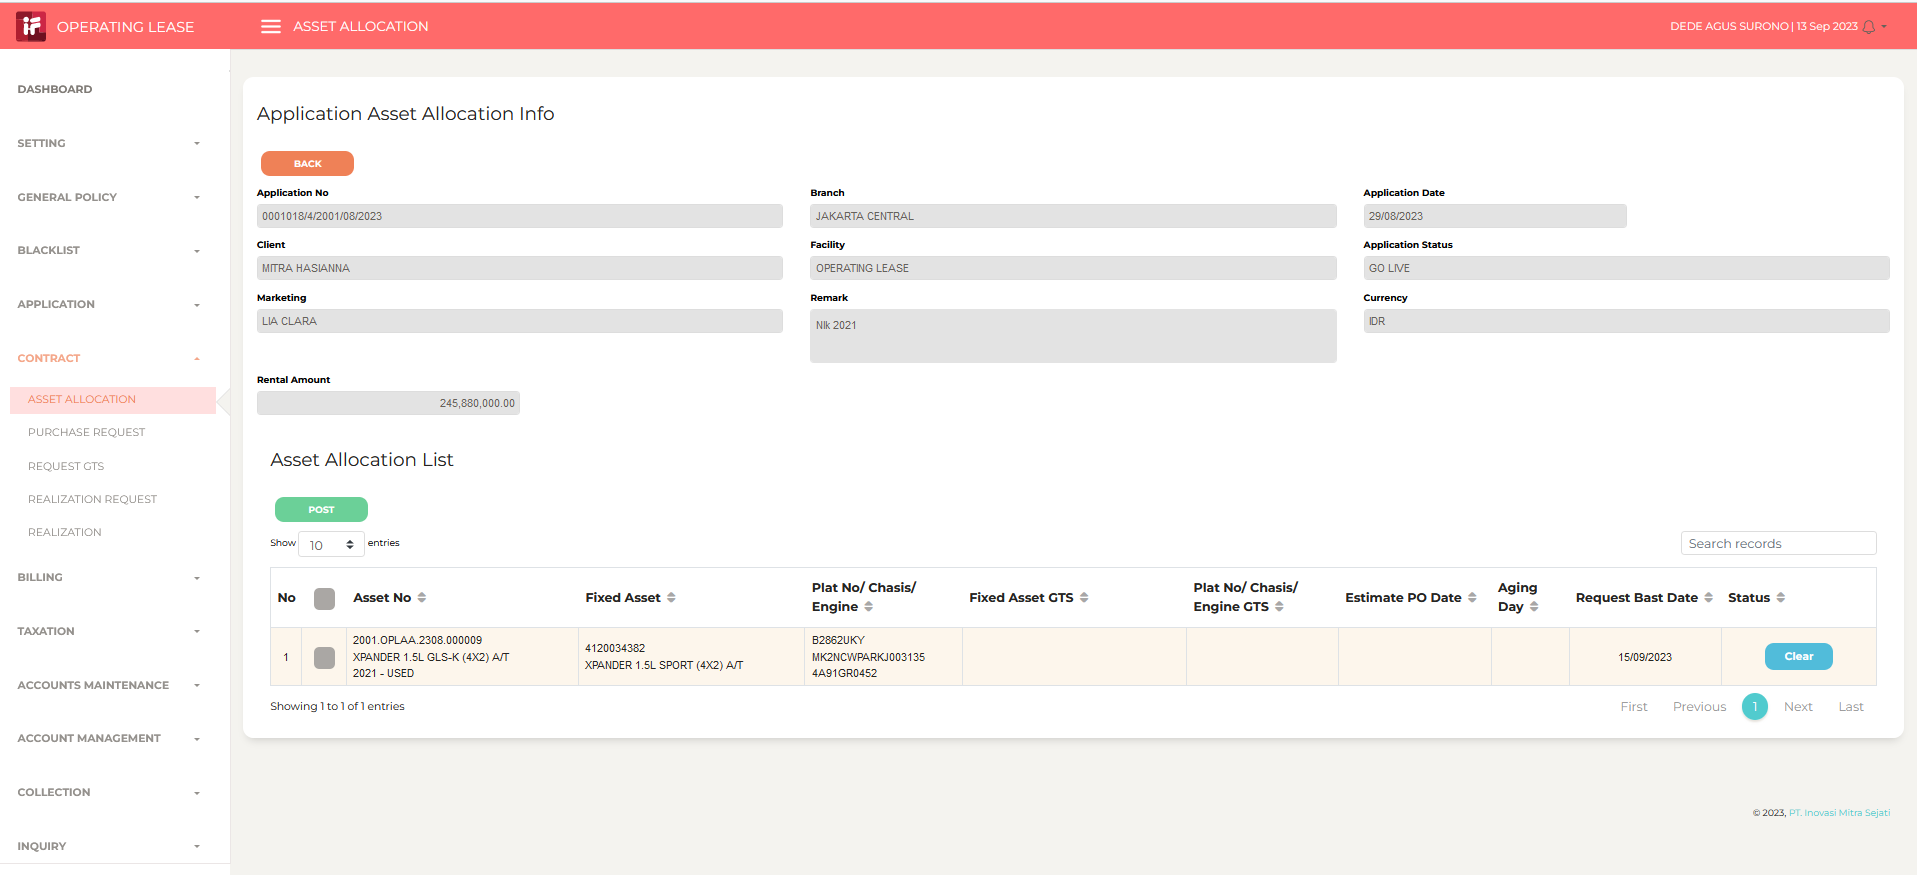 OPERATING LEASE
ASSET ALLOCATION
DEDE AGUS SURONO | 13 Sep 2023
DASHBOARD
SETTING
GENERAL POLICY
BLACKLIST
APPLICATION
CONTRACT
ASSET ALLOCATION
PURCHASE REQUEST
REQUEST GTS
REALIZATION REQUEST
REALIZATION
BILLING
TAXATION
ACCOUNTS MAINTENANCE
ACCOUNT MANAGEMENT
COLLECTION
INQUIRY
Application Asset Allocation Info
BACK
Application No
0001018/4/2001/08/2023
Branch
JAKARTA CENTRAL
Application Date
29/08/2023
Client
MITRA HASIANNA
Facility
OPERATING LEASE
Application Status
GO LIVE
Marketing
LIA CLARA
Remark
NIk 2021
Currency
IDR
Rental Amount
245,880,000.00
Asset Allocation List
POST
Show 10 entries
Search records
No
Asset No
Fixed Asset
Plat No/ Chasis/
Engine
Fixed Asset GTS
Plat No/ Chasis/
Engine GTS
Estimate PO Date
Aging
Day
Request Bast Date
Status
1
2001.OPLAA.2308.000009
XPANDER 1.5L GLS-K (4X2) A/T
2021 - USED
4120034382
XPANDER 1.5L SPORT (4X2) A/T
B2862UKY
MK2NCWPARKJ003135
4A91GR0452
15/09/2023
Clear
Showing 1 to 1 of 1 entries
First Previous 1 Next Last
© 2023, PT. Inovasi Mitra Sejati